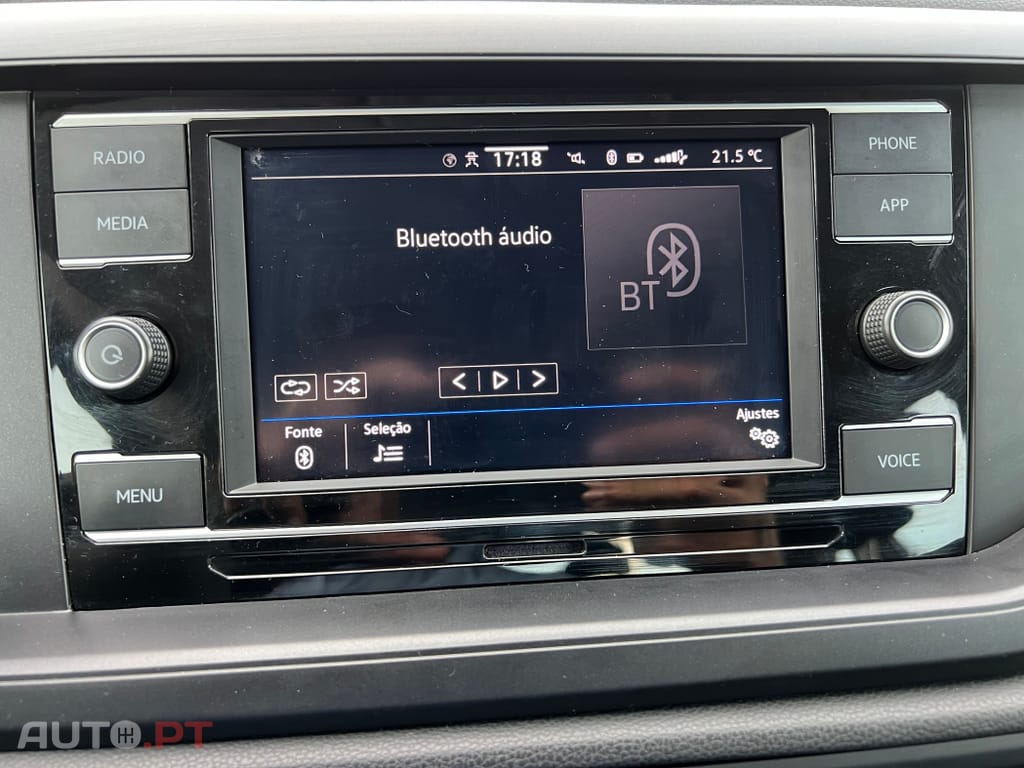 RADIO
MEDIA
MENU
17:18
21.5 °C
Bluetooth áudio
BT
Fonte
Seleção
Ajustes
PHONE
APP
VOICE
AUTO.PT